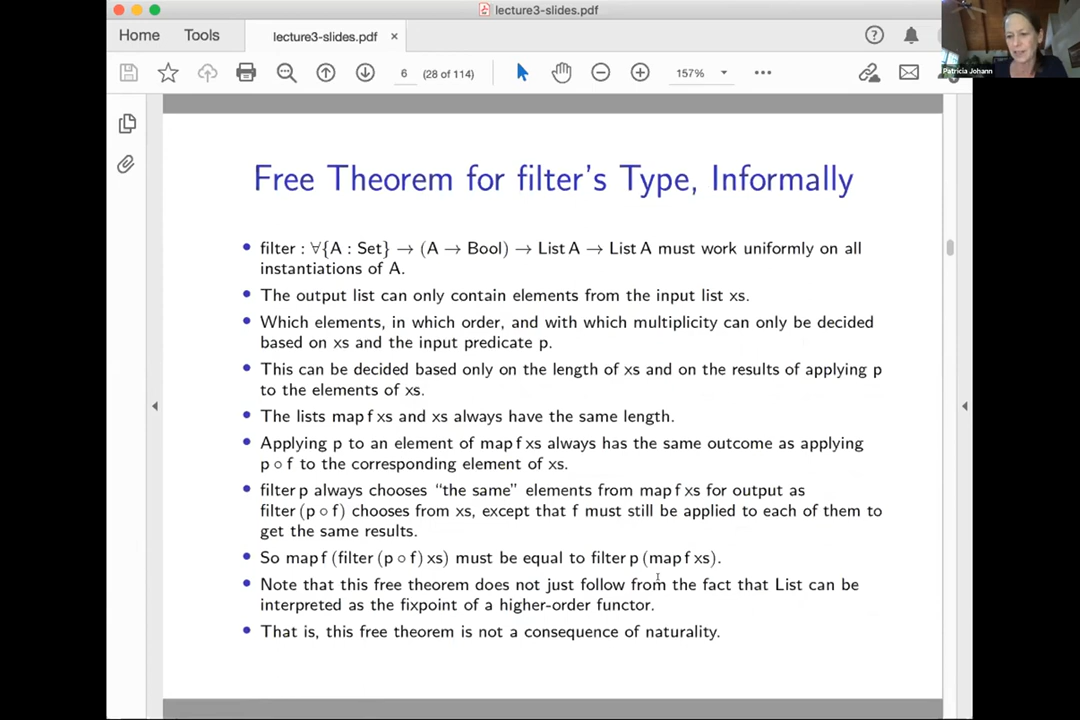 lecture3-slides.pdf
Home
Tools
lecture3-slides.pdf
×
6
(28 of 114)
157%
Patricia Johann
Free Theorem for filter's Type, Informally
• filter : ∀{A : Set} → (A → Bool) → List A → List A must work uniformly on all
instantiations of A.
• The output list can only contain elements from the input list xs.
• Which elements, in which order, and with which multiplicity can only be decided
based on xs and the input predicate p.
• This can be decided based only on the length of xs and on the results of applying p
to the elements of xs.
• The lists map f xs and xs always have the same length.
• Applying p to an element of map f xs always has the same outcome as applying
p ∘ f to the corresponding element of xs.
• filter p always chooses “the same” elements from map f xs for output as
filter (p ∘ f) chooses from xs, except that f must still be applied to each of them to
get the same results.
• So map f (filter (p ∘ f) xs) must be equal to filter p (map f xs).
• Note that this free theorem does not just follow from the fact that List can be
interpreted as the fixpoint of a higher-order functor.
• That is, this free theorem is not a consequence of naturality.